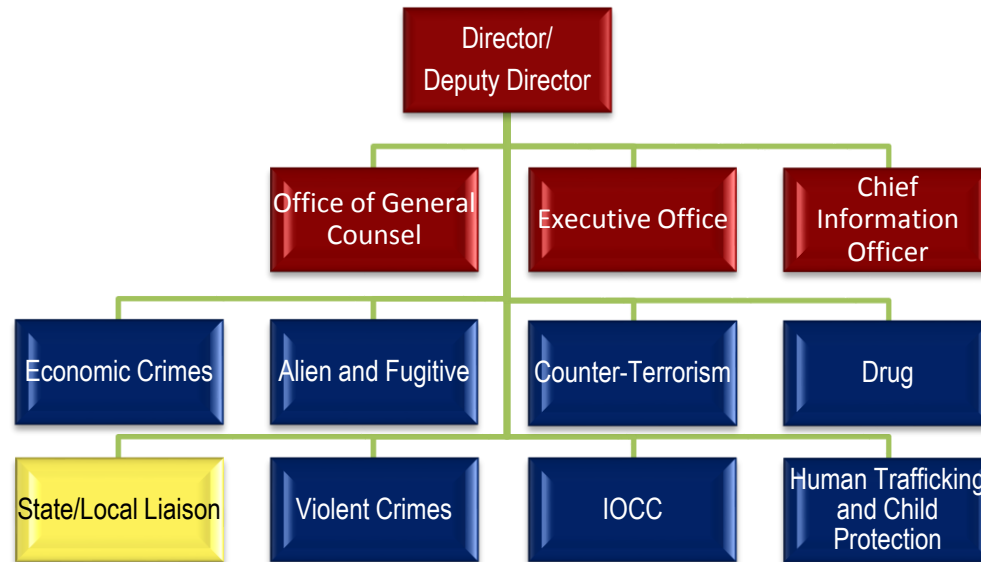 Director/
Deputy Director
Office of General
Counsel
Executive Office
Chief
Information
Officer
Economic Crimes
Alien and Fugitive
Counter-Terrorism
Drug
State/Local Liaison
Violent Crimes
IOCC
Human Trafficking
and Child
Protection